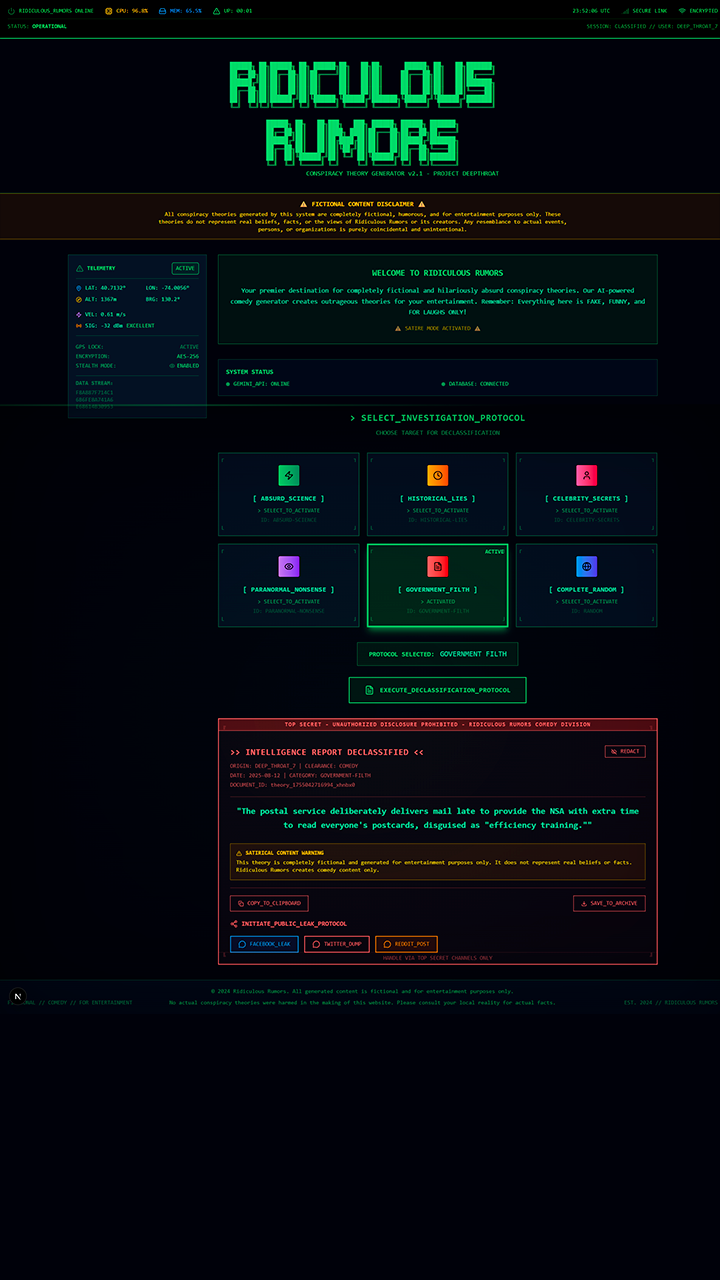 RIDICULOUS_RUMORS ONLINE CPU: 96.8% MEM: 65.5% UP: 00:01 23:52:06 UTC SECURE LINK ENCRYPTED
STATUS: OPERATIONAL SESSION: CLASSIFIED // USER: DEEP_THROAT_7
RIDICULOUS
RUMORS
CONSPIRACY THEORY GENERATOR v2.1 - PROJECT DEEPTHROAT
⚠ FICTIONAL CONTENT DISCLAIMER ⚠
All conspiracy theories generated by this system are completely fictional, humorous, and for entertainment purposes only. These
theories do not represent real beliefs, facts, or the views of Ridiculous Rumors or its creators. Any resemblance to actual events,
persons, or organizations is purely coincidental and unintentional.
TELEMETRY ACTIVE
LAT: 40.7132° LON: -74.0056°
ALT: 1367m BRG: 130.2°
VEL: 0.61 m/s
SIG: -32 dBm EXCELLENT
GPS LOCK: ACTIVE
ENCRYPTION: AES-256
STEALTH MODE: ENABLED
DATA STREAM:
WELCOME TO RIDICULOUS RUMORS
Your premier destination for completely fictional and hilariously absurd conspiracy theories. Our AI-powered
comedy generator creates outrageous theories for your entertainment. Remember: Everything here is FAKE, FUNNY, and
FOR LAUGHS ONLY!
⚠ SATIRE MODE ACTIVATED ⚠
SYSTEM STATUS
GEMINI_API: ONLINE DATABASE: CONNECTED
> SELECT_INVESTIGATION_PROTOCOL
CHOOSE TARGET FOR DECLASSIFICATION
[ ABSURD_SCIENCE ]
> SELECT_TO_ACTIVATE
ID: ABSURD-SCIENCE
[ HISTORICAL_LIES ]
> SELECT_TO_ACTIVATE
ID: HISTORICAL-LIES
[ CELEBRITY_SECRETS ]
> SELECT_TO_ACTIVATE
ID: CELEBRITY-SECRETS
[ PARANORMAL_NONSENSE ]
> SELECT_TO_ACTIVATE
ID: PARANORMAL-NONSENSE
ACTIVE
[ GOVERNMENT_FILTH ]
> ACTIVATED
ID: GOVERNMENT-FILTH
[ COMPLETE_RANDOM ]
> SELECT_TO_ACTIVATE
ID: RANDOM
PROTOCOL SELECTED: GOVERNMENT FILTH
EXECUTE_DECLASSIFICATION_PROTOCOL
TOP SECRET - UNAUTHORIZED DISCLOSURE PROHIBITED - RIDICULOUS RUMORS COMEDY DIVISION
>> INTELLIGENCE REPORT DECLASSIFIED << REDACT
ORIGIN: DEEP_THROAT_7 | CLEARANCE: COMEDY
DATE: 2025-08-12 | CATEGORY: GOVERNMENT-FILTH
DOCUMENT_ID:
"The postal service deliberately delivers mail late to provide the NSA with extra time
to read everyone's postcards, disguised as "efficiency training.""
⚠ SATIRICAL CONTENT WARNING
This theory is completely fictional and generated for entertainment purposes only. It does not represent real beliefs or facts.
Ridiculous Rumors creates comedy content only.
COPY_TO_CLIPBOARD SAVE_TO_ARCHIVE
INITIATE_PUBLIC_LEAK_PROTOCOL
FACEBOOK_LEAK TWITTER_DUMP REDDIT_POST
HANDLE VIA TOP SECRET CHANNELS ONLY
© 2024 Ridiculous Rumors. All generated content is fictional and for entertainment purposes only.
N
// COMEDY // FOR ENTERTAINMENT No actual conspiracy theories were harmed in the making of this website. Please consult your local reality for actual facts. EST. 2024 // RIDICULOUS RUMORS